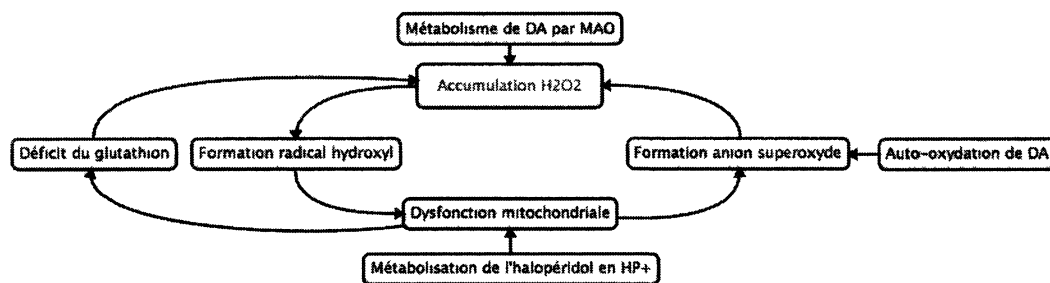 Métabolisme de DA par MAO
Accumulation H2O2
Déficit du glutathion
Formation radical hydroxyl
Formation anion superoxyde
Auto-oxydation de DA
Dysfonction mitochondriale
Métabolisation de l'halopéridol en HP+